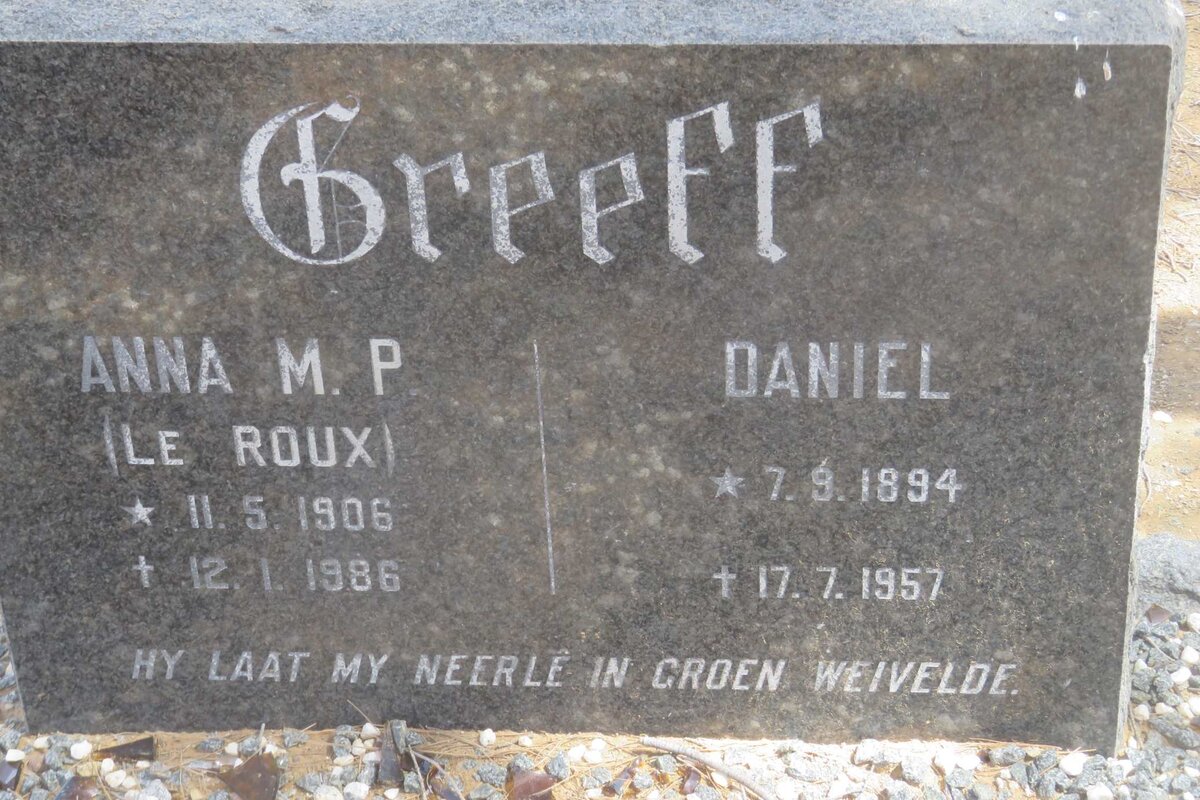 Greeff
ANNA M. P.
(LE ROUX)
★ 11. 5. 1906
† 12. 1. 1986
DANIEL
★ 7. 9. 1894
† 17. 7. 1957
HY LAAT MY NEERLÊ IN GROEN WEIVELDE.